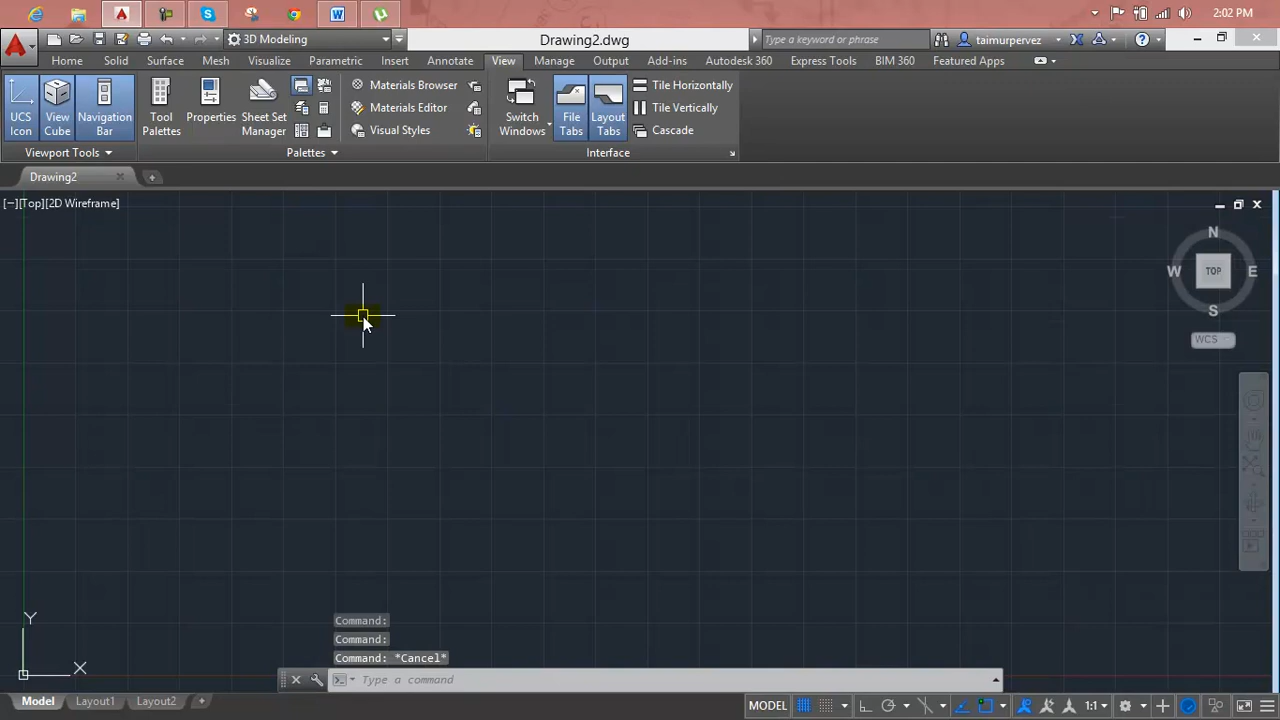 2:02 PM
3D Modeling
Drawing2.dwg
Type a keyword or phrase
taimurpervez
Home Solid Surface Mesh Visualize Parametric Insert Annotate View Manage Output Add-ins Autodesk 360 Express Tools BIM 360 Featured Apps
UCS Icon
View Cube
Navigation Bar
Tool Palettes
Properties
Sheet Set Manager
Materials Browser
Materials Editor
Visual Styles
Switch Windows
File Tabs
Layout Tabs
Tile Horizontally
Tile Vertically
Cascade
Viewport Tools
Palettes
Interface
Drawing2
[−][Top][2D Wireframe]
N
W
TOP
E
S
WCS
Y
X
Command:
Command:
Command: *Cancel*
Type a command
Model Layout1 Layout2 +
MODEL
1:1